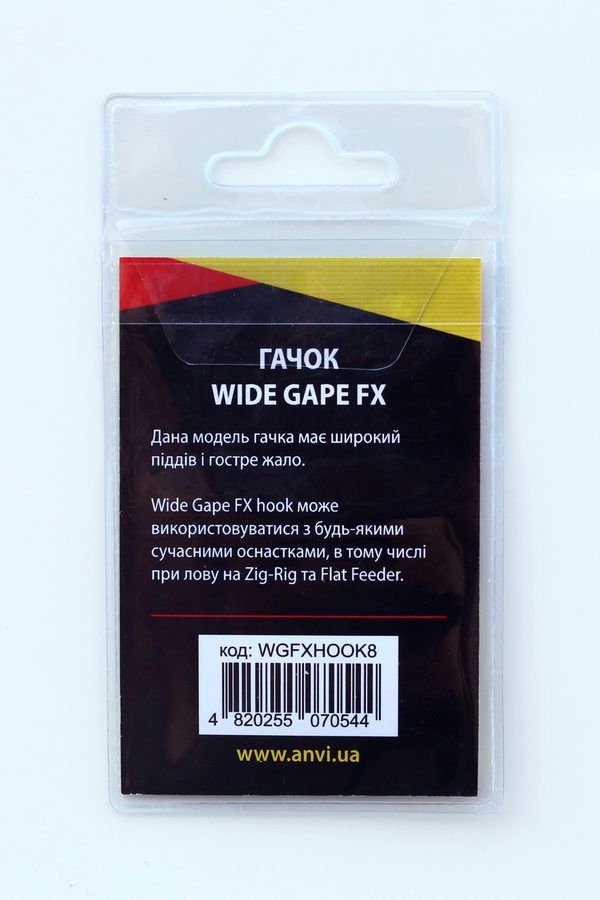 ГАЧОК
WIDE GAPE FX
Дана модель гачка має широкий
піддів і гостре жало.
Wide Gape FX hook може
використовуватися з будь-якими
сучасними оснастками, в тому числі
при лову на Zig-Rig та Flat Feeder.
код: WGFXHOOK8
4 820255 070544
www.anvi.ua